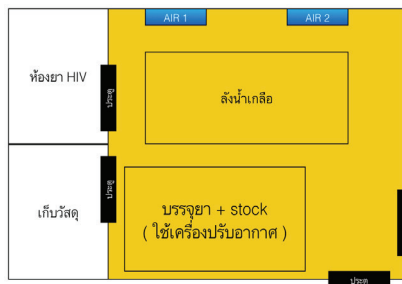 AIR 1
AIR 2
ห้องยา HIV
ประตู
ลังน้ำเกลือ
เก็บวัสดุ
ประตู
บรรจุยา + stock
( ใช้เครื่องปรับอากาศ )
ประตู